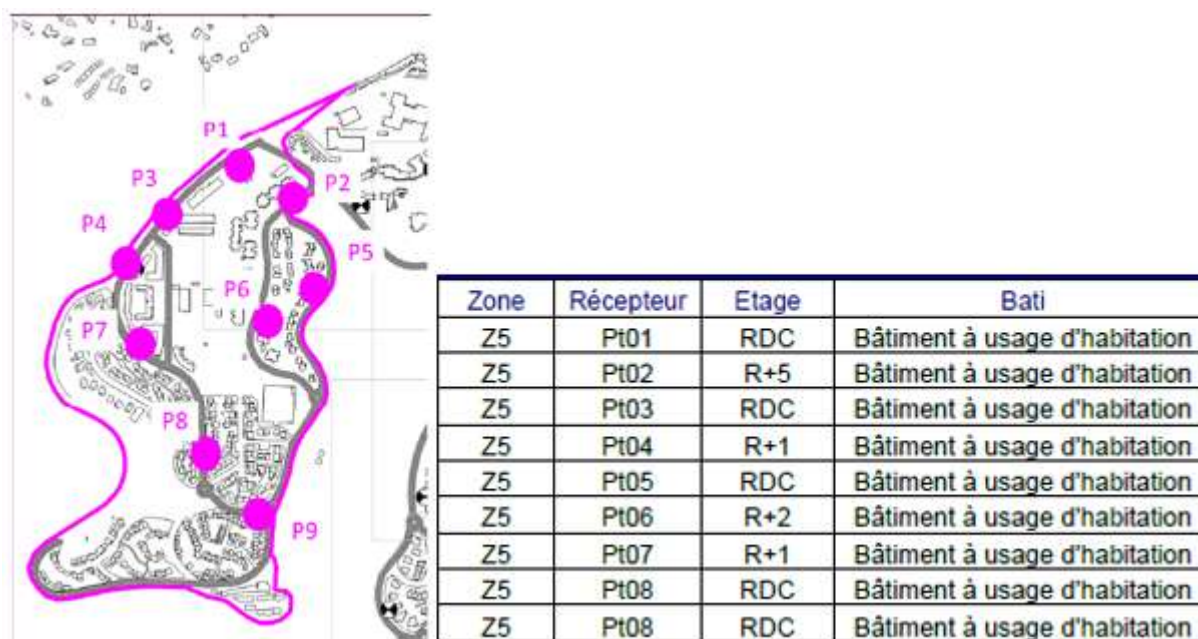 P1
P2
P3
P4
P5
P6
P7
P8
P9
Zone Récepteur Etage Bati
Z5 Pt01 RDC Bâtiment à usage d'habitation
Z5 Pt02 R+5 Bâtiment à usage d'habitation
Z5 Pt03 RDC Bâtiment à usage d'habitation
Z5 Pt04 R+1 Bâtiment à usage d'habitation
Z5 Pt05 RDC Bâtiment à usage d'habitation
Z5 Pt06 R+2 Bâtiment à usage d'habitation
Z5 Pt07 R+1 Bâtiment à usage d'habitation
Z5 Pt08 RDC Bâtiment à usage d'habitation
Z5 Pt08 RDC Bâtiment à usage d'habitation